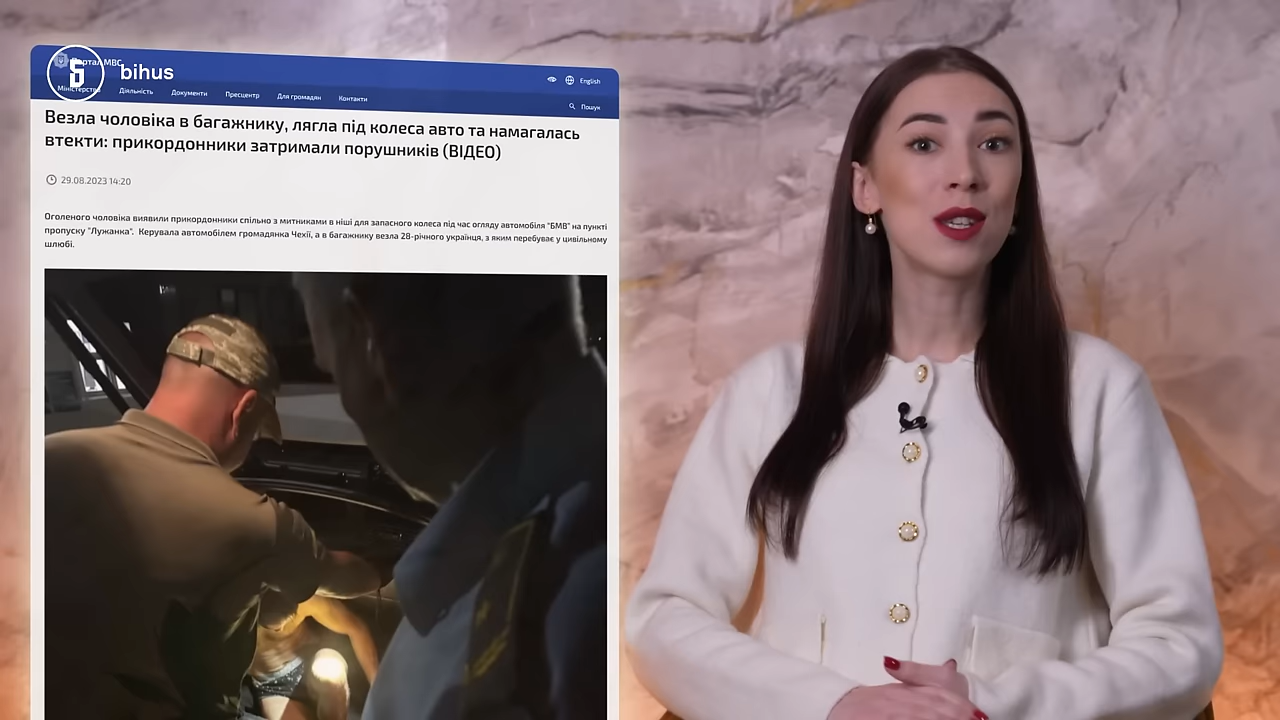 Портал МВС
bihus
English
Міністерство Діяльність Документи Пресцентр Для громадян Контакти
Пошук
Везла чоловіка в багажнику, лягла під колеса авто та намагалась
втекти: прикордонники затримали порушників (ВІДЕО)
29.08.2023 14:20
Оголеного чоловіка виявили прикордонники спільно з митниками в ніші для запасного колеса під час огляду автомобіля "БМВ" на пункті
пропуску "Лужанка". Керувала автомобілем громадянка Чехії, а в багажнику везла 28-річного українця, з яким перебуває у цивільному
шлюбі.